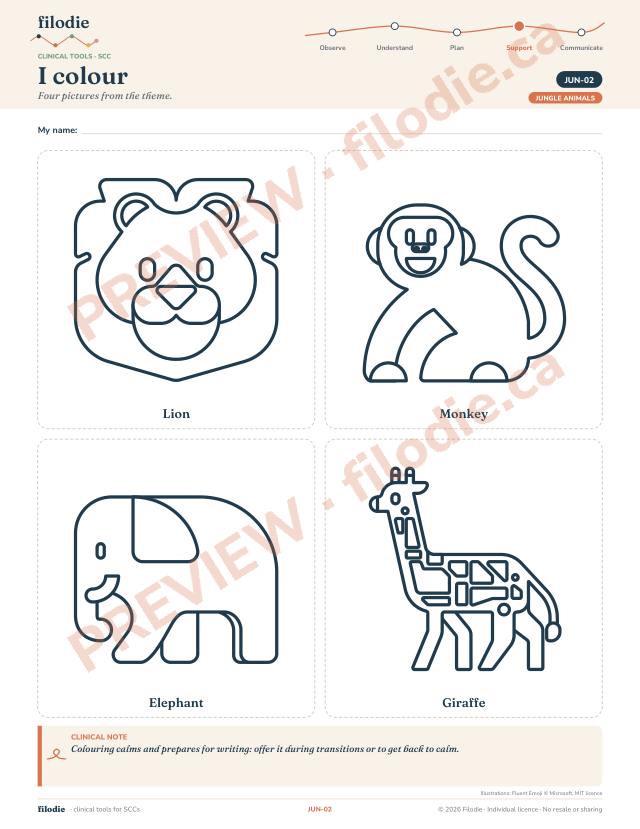 filodie
Observe Understand Plan Support Communicate
CLINICAL TOOLS · SCC
I colour
Four pictures from the theme.
JUN-02
JUNGLE ANIMALS
My name:
PREVIEW · filodie.ca
Lion
Monkey
PREVIEW · filodie.ca
Elephant
Giraffe
CLINICAL NOTE
Colouring calms and prepares for writing: offer it during transitions or to get back to calm.
Illustrations: Fluent Emoji © Microsoft, MIT licence
filodie · clinical tools for SCCs
JUN-02
© 2026 Filodie · Individual licence · No resale or sharing